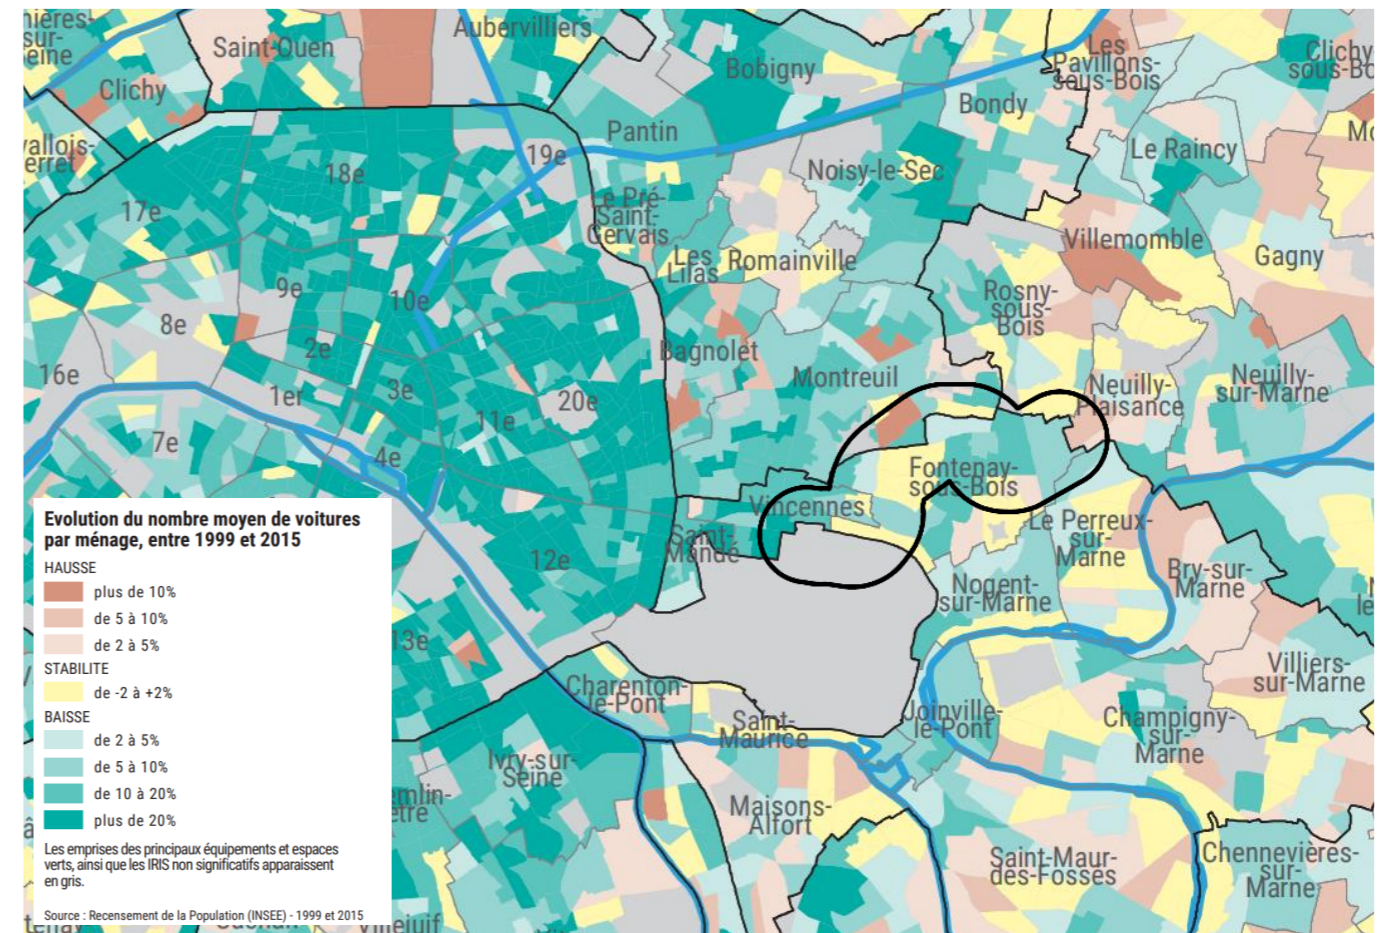 Aubervilliers
Saint-Ouen
Clichy
Bobigny
Les
Pavillons-
sous-Bois
Bondy
Pantin
19e
18e
17e
Noisy-le-Sec
Le Raincy
Le Pré-
Saint-
Gervais
Les
Lilas
Romainville
Villemomble
Gagny
9e
10e
8e
2e
Rosny-
sous-
Bois
Bagnolet
Montreuil
16e
1er
3e
11e
20e
Neuilly-
Plaisance
Neuilly-
sur-Marne
7e
4e
Fontenay-
sous-Bois
Vincennes
Saint-
Mandé
12e
Le Perreux-
sur-
Marne
Bry-sur-
Marne
Nogent-
sur-Marne
13e
Villiers-
sur-Marne
Charenton-
le-Pont
Saint-
Maurice
Joinville-
le-Pont
Champigny-
sur-
Marne
Ivry-sur-
Seine
Maisons-
Alfort
Saint-Maur-
des-Fossés
Chennevières-
sur-
Marne
Evolution du nombre moyen de voitures
par ménage, entre 1999 et 2015
HAUSSE
plus de 10%
de 5 à 10%
de 2 à 5%
STABILITE
de -2 à +2%
BAISSE
de 2 à 5%
de 5 à 10%
de 10 à 20%
plus de 20%
Les emprises des principaux équipements et espaces
verts, ainsi que les IRIS non significatifs apparaissent
en gris.
Source : Recensement de la Population (INSEE) - 1999 et 2015